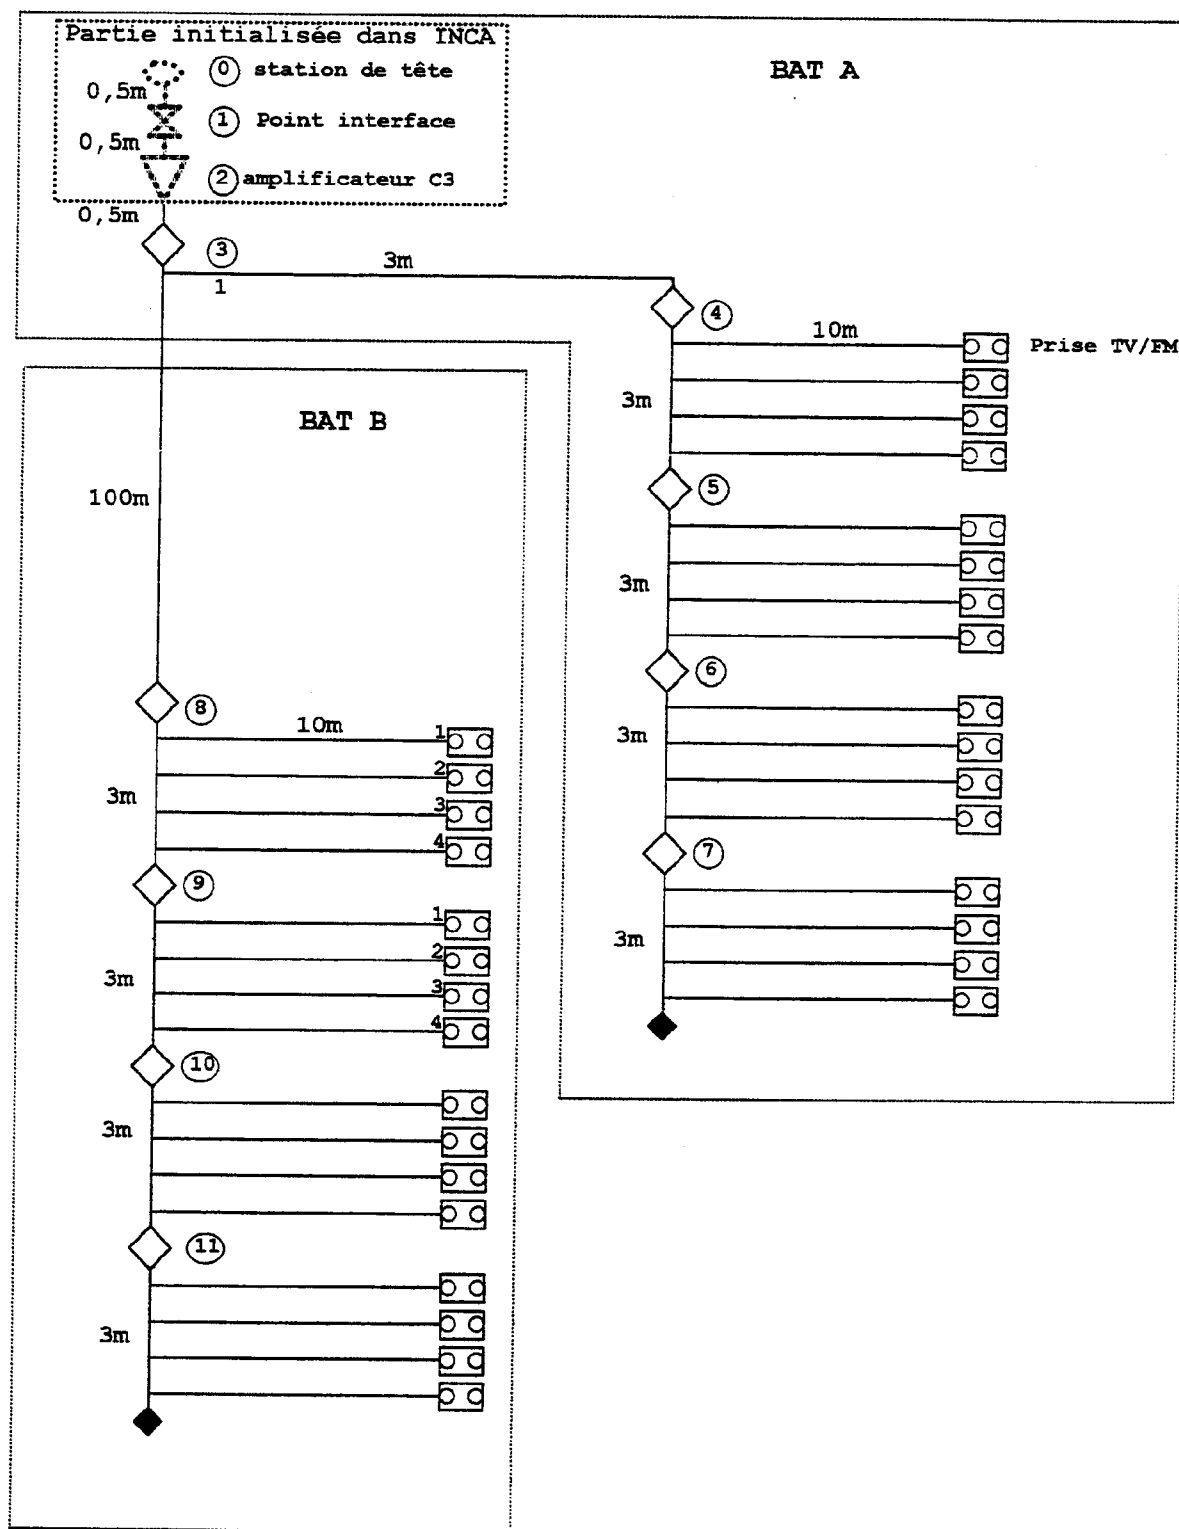 Partie initialisée dans INCA
0 station de tête
0,5m
1 Point interface
0,5m
2 amplificateur C3
0,5m
BAT A
3
3m
1
4
10m
Prise TV/FM
3m
BAT B
5
100m
3m
6
8
10m
1
3m
2
3m
3
4
7
9
1
3m
2
3m
3
4
10
3m
11
3m